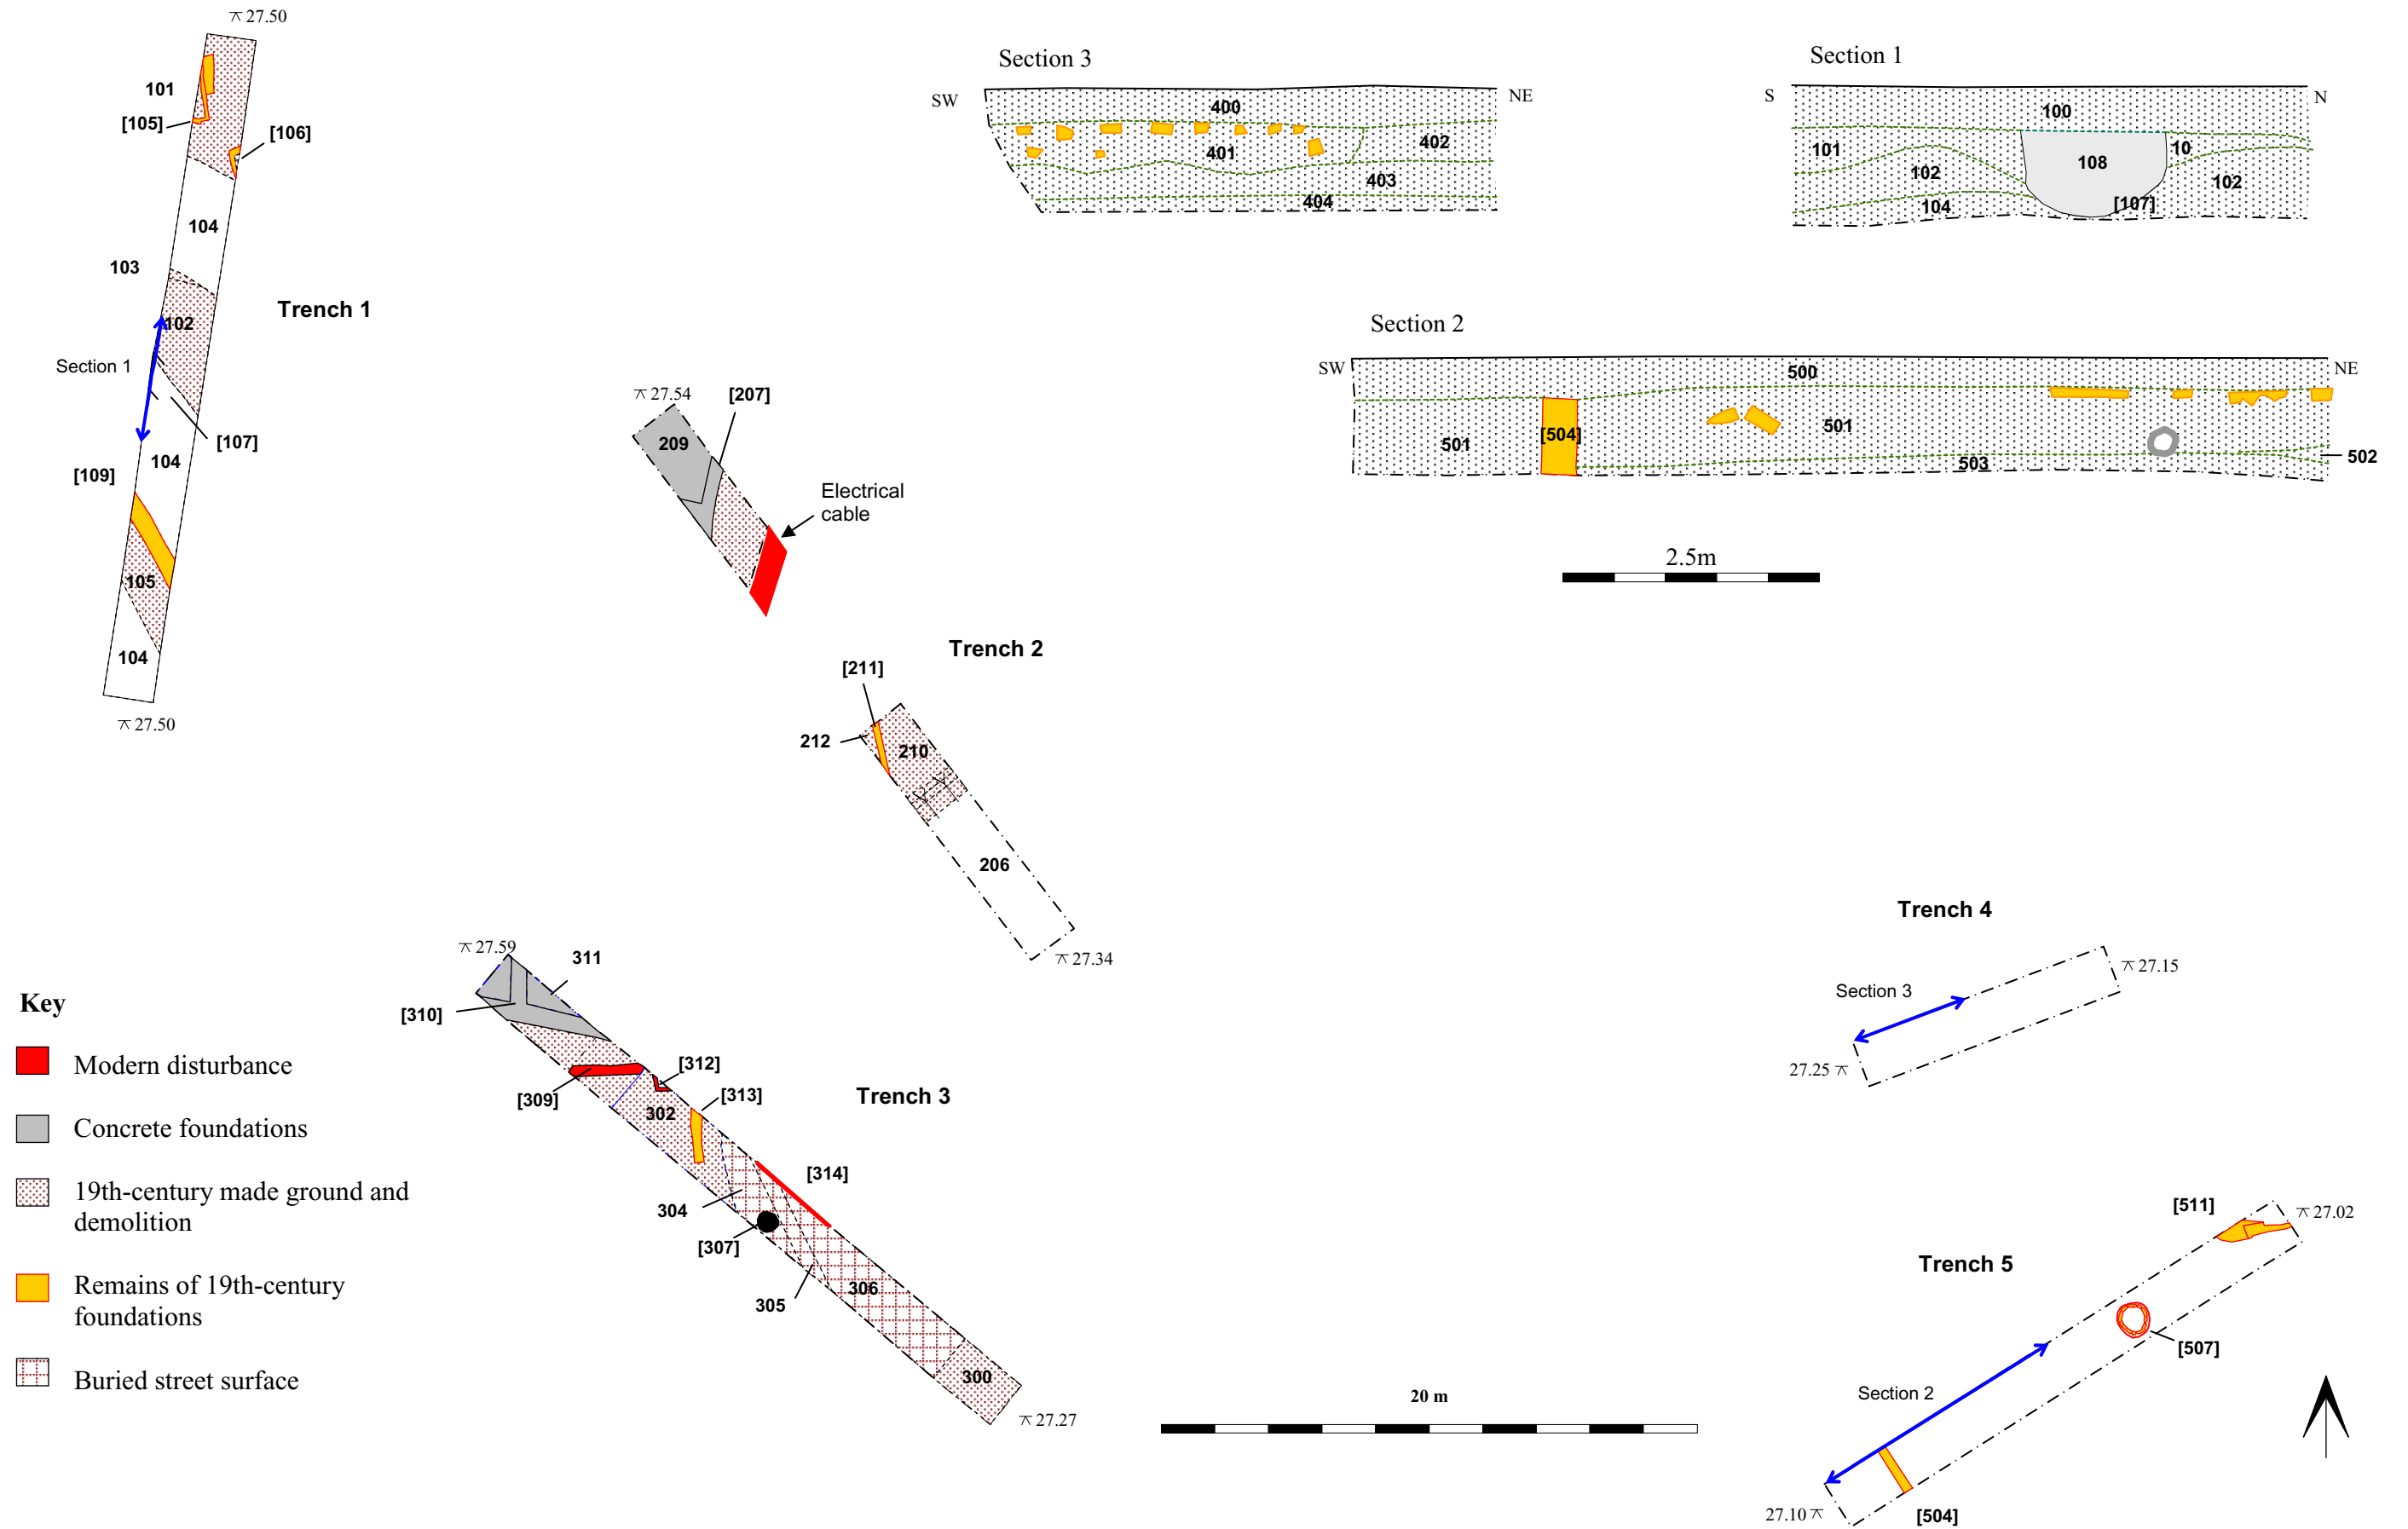 27.50
101
[105]
[106]
104
103
102
Trench 1
Section 1
[107]
104
[109]
105
104
27.50
Section 3
SW
NE
400
401
402
403
404
Section 1
S
N
100
101
102
104
108
[107]
10
102
Section 2
SW
NE
500
501
[504]
501
503
502
2.5m
27.54
[207]
209
Electrical
cable
Trench 2
[211]
212
210
206
27.34
27.59
311
[310]
[312]
[309]
302
[313]
Trench 3
304
[314]
[307]
305
306
300
27.27
Trench 4
Section 3
27.15
27.25
[511]
27.02
Trench 5
[507]
Section 2
27.10
[504]
20 m
Key
Modern disturbance
Concrete foundations
19th-century made ground and
demolition
Remains of 19th-century
foundations
Buried street surface